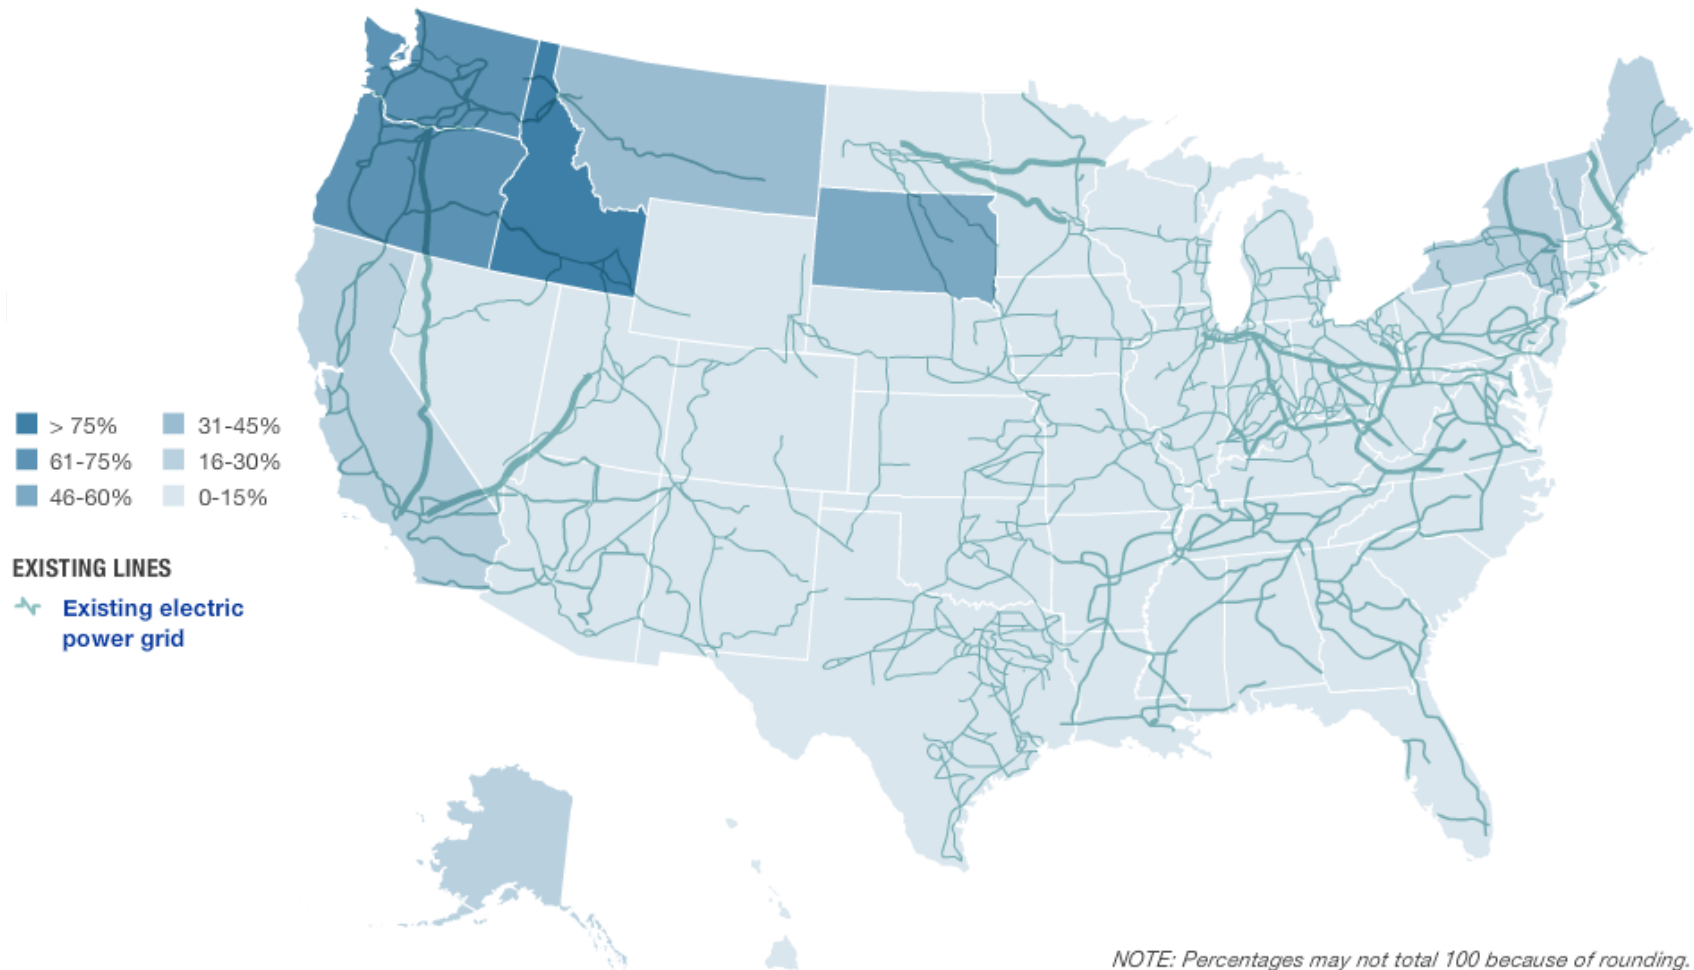 > 75%
31-45%
61-75%
16-30%
46-60%
0-15%
EXISTING LINES
Existing electric
power grid
NOTE: Percentages may not total 100 because of rounding.